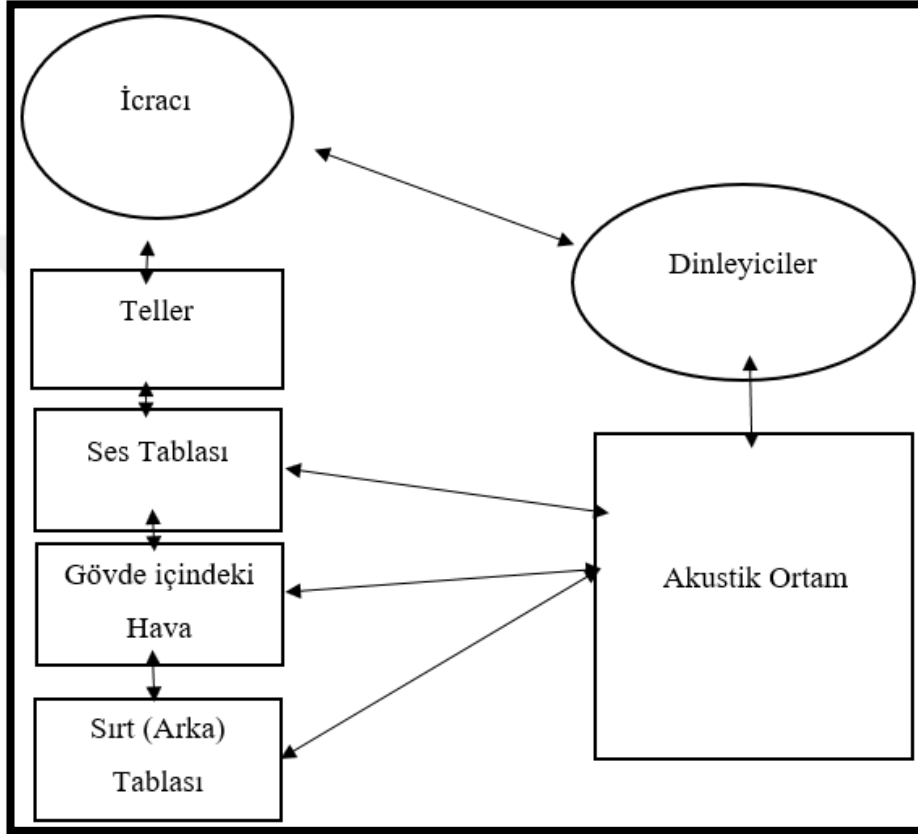 İcracı
Dinleyiciler
Teller
Ses Tablası
Gövde içindeki
Hava
Akustik Ortam
Sırt (Arka)
Tablası